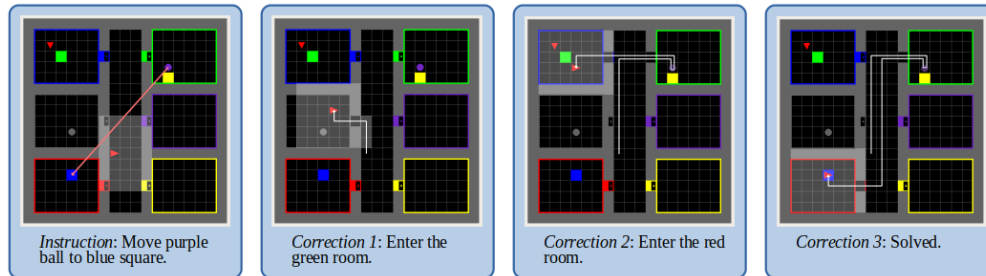 Instruction: Move purple
ball to blue square.
Correction 1: Enter the
green room.
Correction 2: Enter the red
room.
Correction 3: Solved.